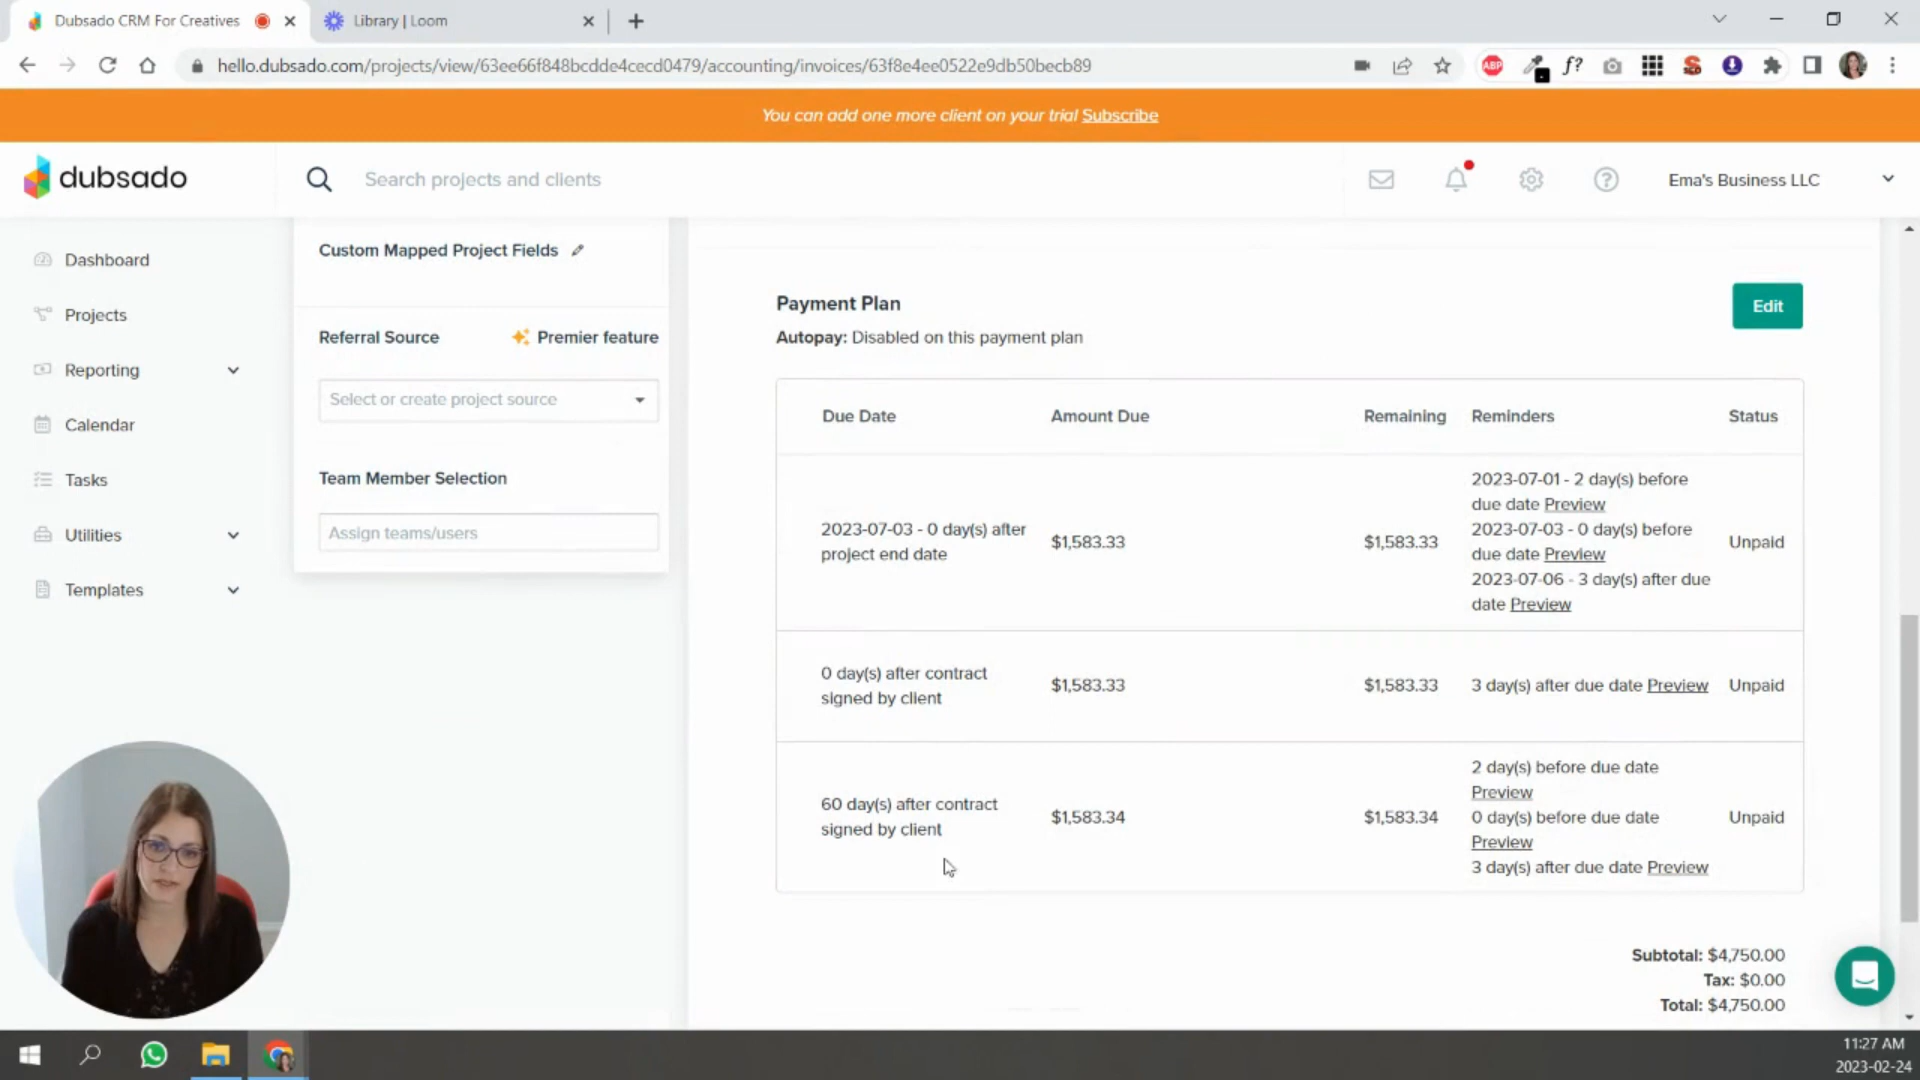 Dubsado CRM For Creatives
Library | Loom
hello.dubsado.com/projects/view/63ee66f848bcdde4cecd0479/accounting/invoices/63f8e4ee0522e9db50becb89
ABP
f?
You can add one more client on your trial Subscribe
dubsado
Search projects and clients
Ema's Business LLC
Dashboard
Projects
Reporting
Calendar
Tasks
Utilities
Templates
Custom Mapped Project Fields
Referral Source
Premier feature
Select or create project source
Team Member Selection
Assign teams/users
Payment Plan
Edit
Autopay: Disabled on this payment plan
Due Date
Amount Due
Remaining
Reminders
Status
2023-07-03 - 0 day(s) after
project end date
$1,583.33
$1,583.33
2023-07-01 - 2 day(s) before
due date Preview
2023-07-03 - 0 day(s) before
due date Preview
2023-07-06 - 3 day(s) after due
date Preview
Unpaid
0 day(s) after contract
signed by client
$1,583.33
$1,583.33
3 day(s) after due date Preview
Unpaid
60 day(s) after contract
signed by client
$1,583.34
$1,583.34
2 day(s) before due date
Preview
0 day(s) before due date
Preview
3 day(s) after due date Preview
Unpaid
Subtotal: $4,750.00
Tax: $0.00
Total: $4,750.00
11:27 AM
2023-02-24